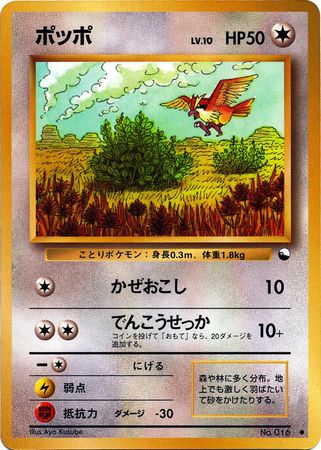 ポッポ LV.10 HP50
ことりポケモン：身長0.3m、体重1.8kg
かぜおこし 10
でんこうせっか 10+
コインを投げて「おもて」なら、20ダメージを
追加する。
にげる
弱点
抵抗力 ダメージ -30
森や林に多く分布。地
上でも激しく羽ばたい
て砂をかけたりする。
Illus. Ayo Kusube No. 016